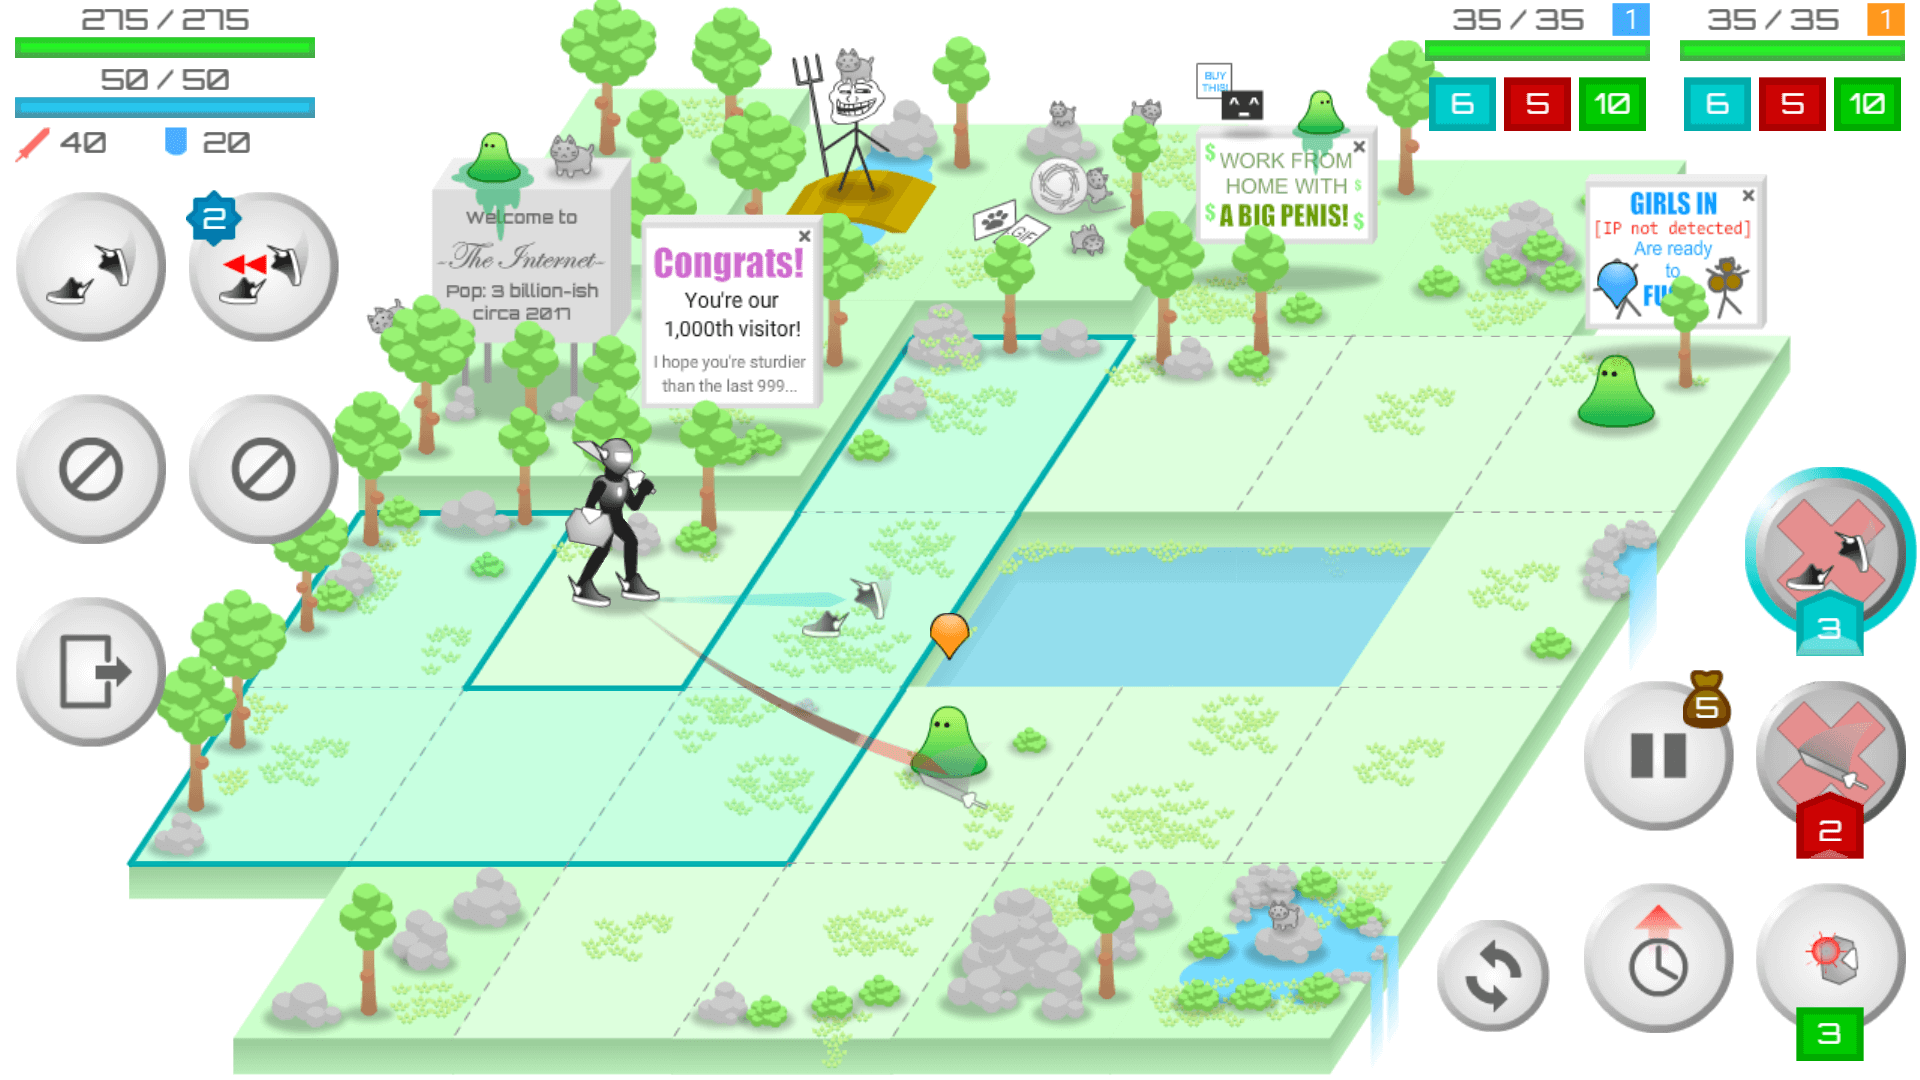 275 / 275
50 / 50
40
20
2
35 / 35
1
6
5
10
35 / 35
1
6
5
10
Welcome to
~The Internet~
Pop: 3 billion-ish
circa 2017
Congrats!
You're our
1,000th visitor!
I hope you're sturdier
than the last 999...
GIF
BUY
THIS!
^ ^
$ WORK FROM
HOME WITH $
$ A BIG PENIS! $
GIRLS IN
[IP not detected]
Are ready
to
FU
3
5
2
3